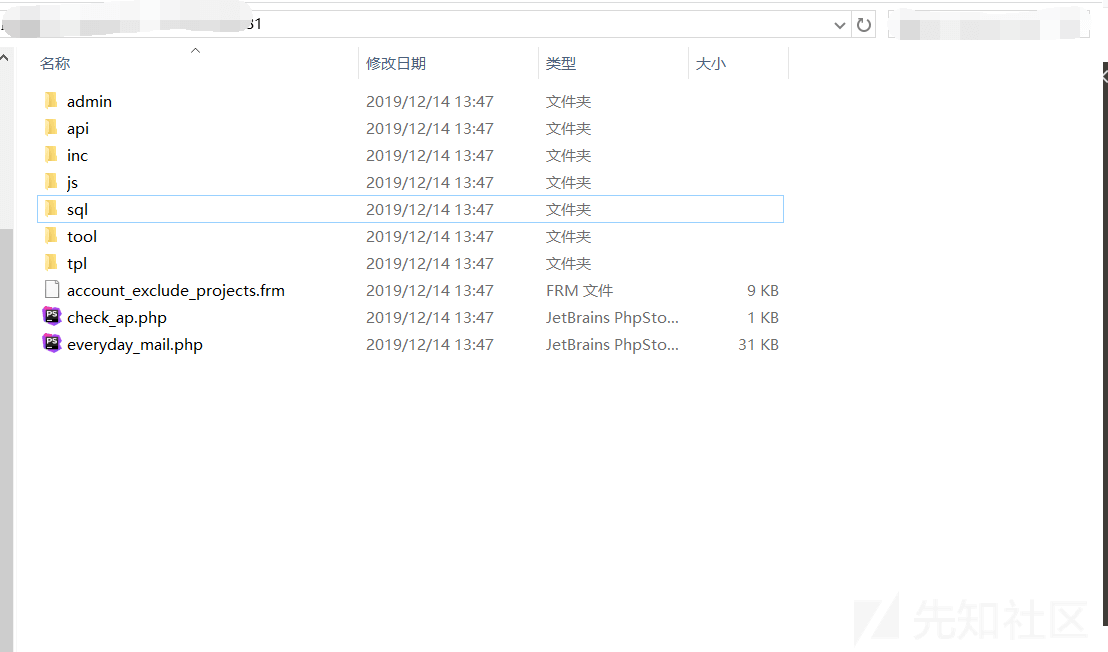 31
名称 修改日期 类型 大小
admin 2019/12/14 13:47 文件夹
api 2019/12/14 13:47 文件夹
inc 2019/12/14 13:47 文件夹
js 2019/12/14 13:47 文件夹
sql 2019/12/14 13:47 文件夹
tool 2019/12/14 13:47 文件夹
tpl 2019/12/14 13:47 文件夹
account_exclude_projects.frm 2019/12/14 13:47 FRM 文件 9 KB
check_ap.php 2019/12/14 13:47 JetBrains PhpSto... 1 KB
everyday_mail.php 2019/12/14 13:47 JetBrains PhpSto... 31 KB
先知社区